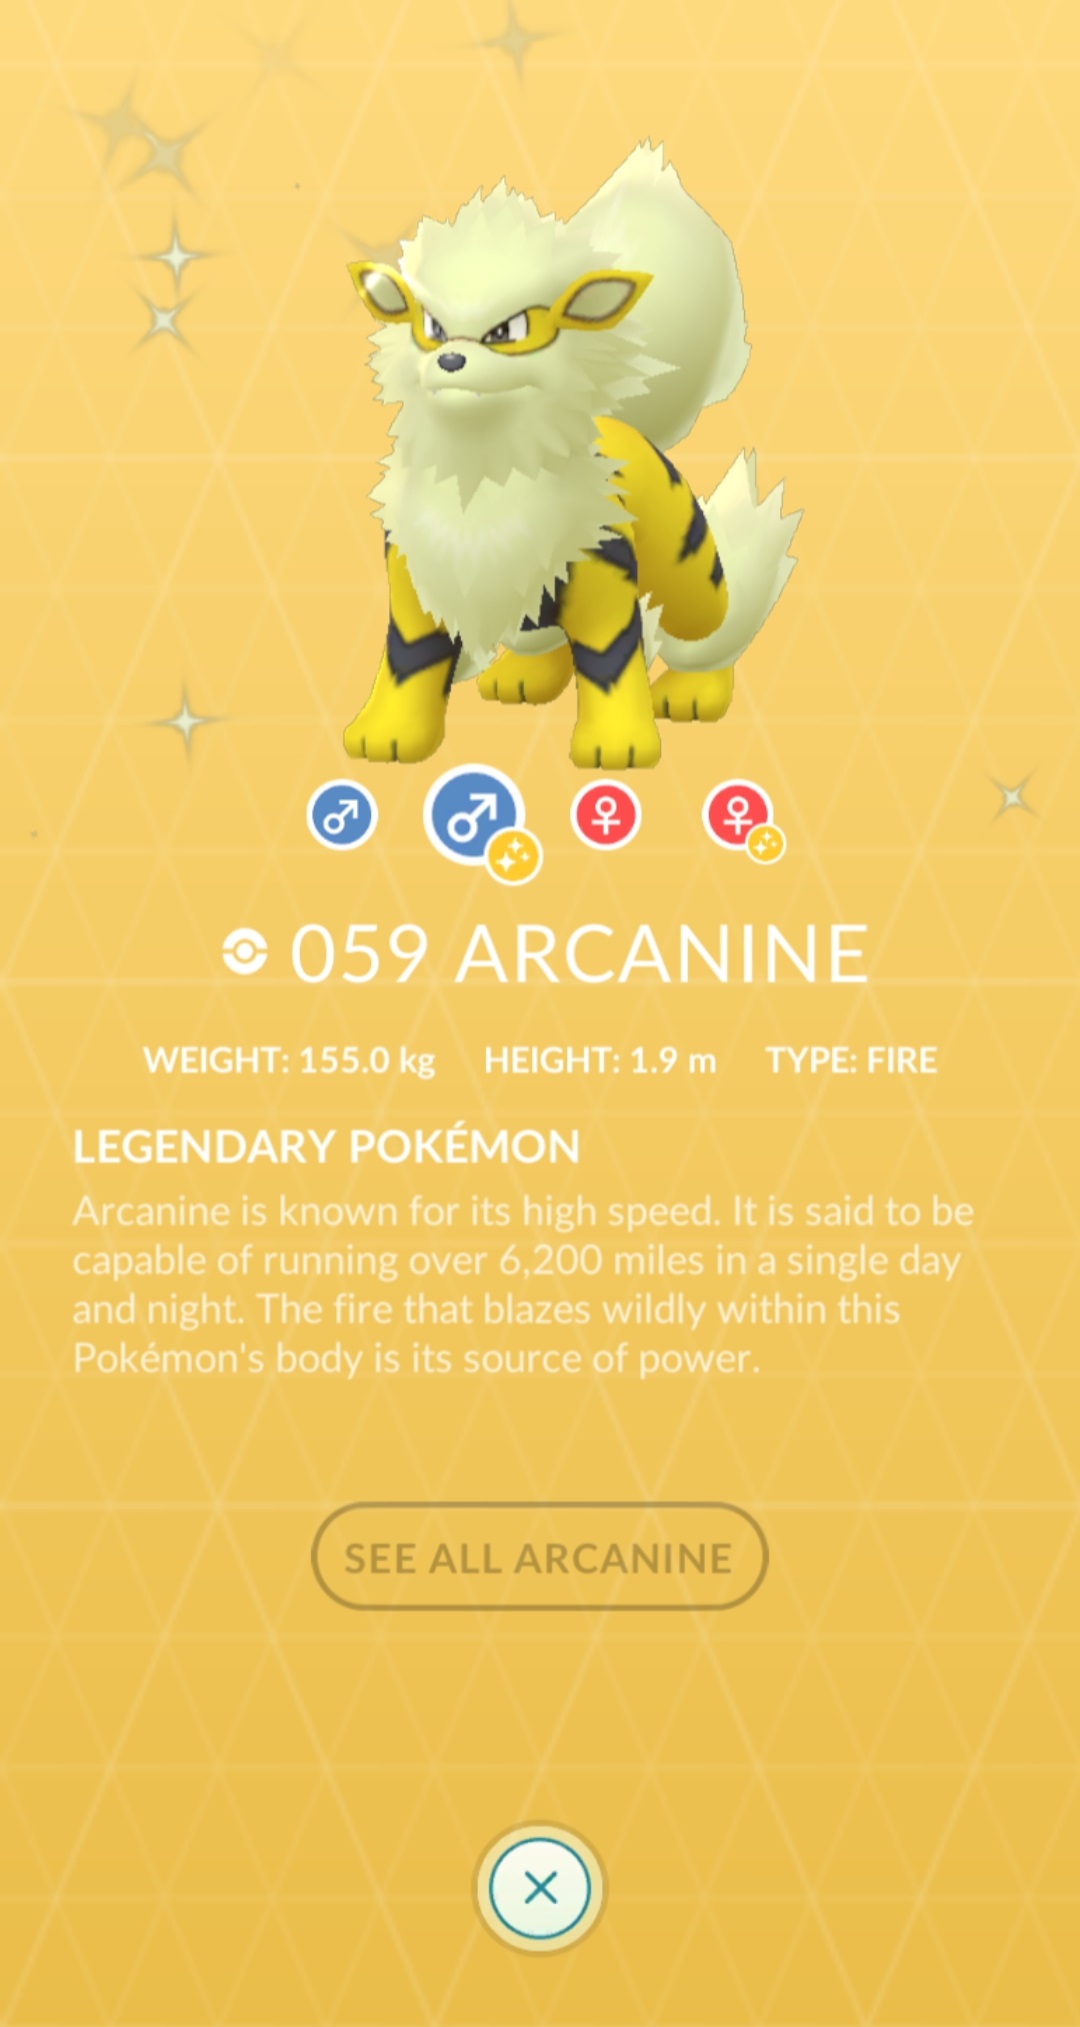 059 ARCANINE
WEIGHT: 155.0 kg HEIGHT: 1.9 m TYPE: FIRE
LEGENDARY POKÉMON
Arcanine is known for its high speed. It is said to be
capable of running over 6,200 miles in a single day
and night. The fire that blazes wildly within this
Pokémon's body is its source of power.
SEE ALL ARCANINE